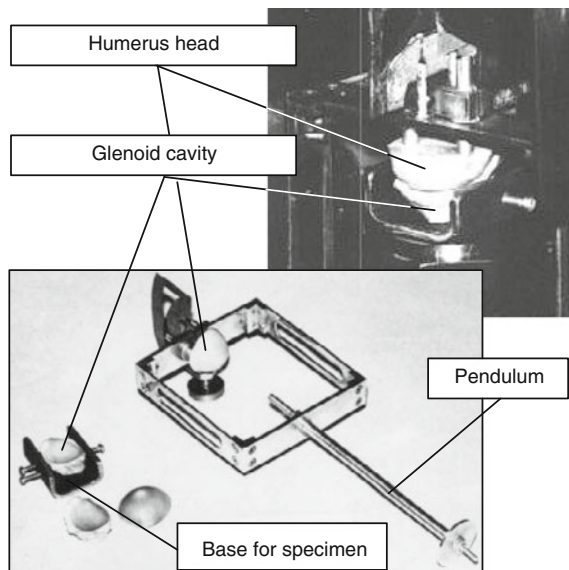 Humerus head
Glenoid cavity
Pendulum
Base for specimen